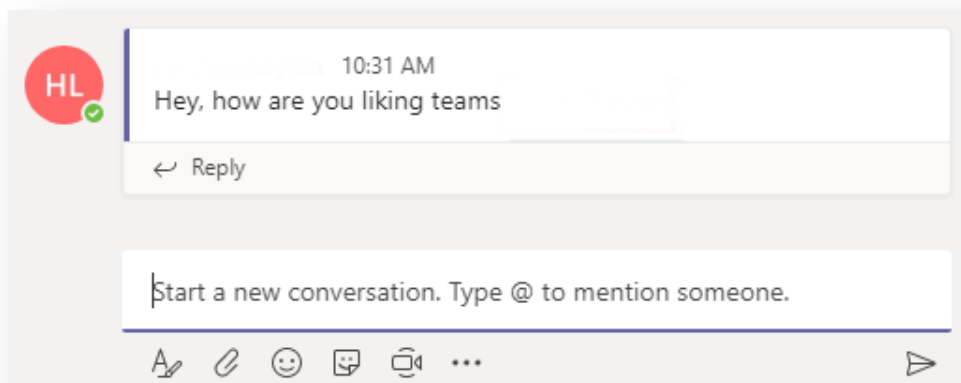 HL
10:31 AM
Hey, how are you liking teams
Reply
Start a new conversation. Type @ to mention someone.